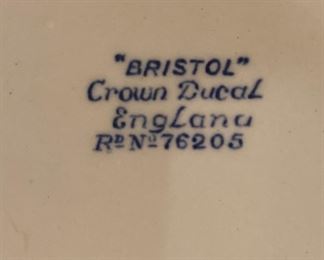 "BRISTOL"
Crown Ducal
England
Rᴰ Nº 76205